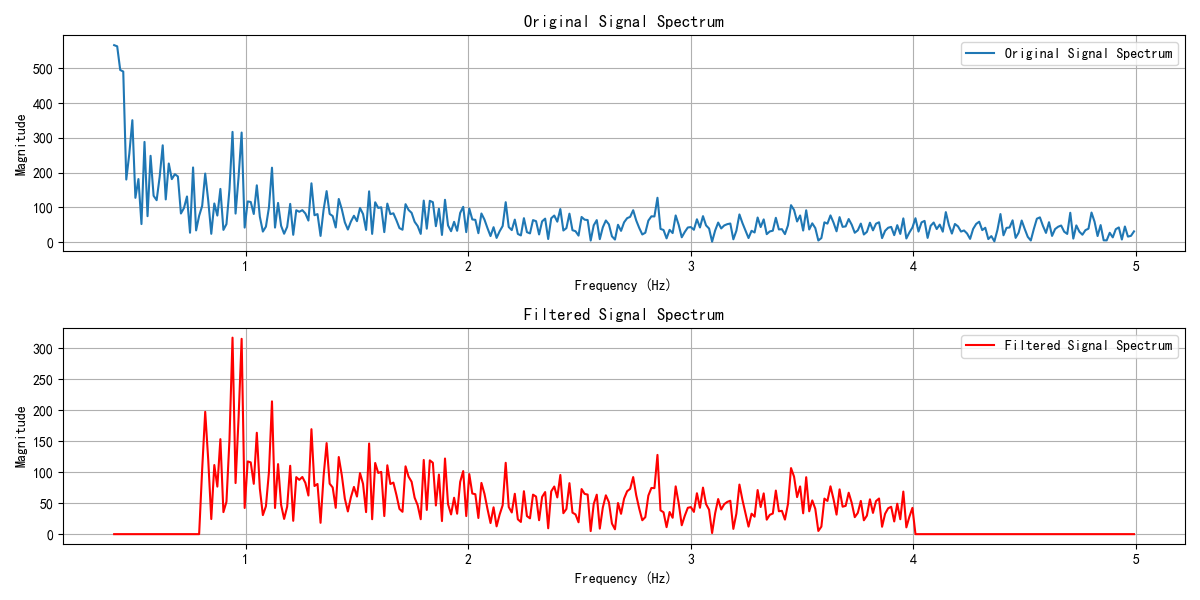 Original Signal Spectrum
Original Signal Spectrum
500
400
300
200
100
0
Magnitude
1 2 3 4 5
Frequency (Hz)
Filtered Signal Spectrum
Filtered Signal Spectrum
300
250
200
150
100
50
0
Magnitude
1 2 3 4 5
Frequency (Hz)